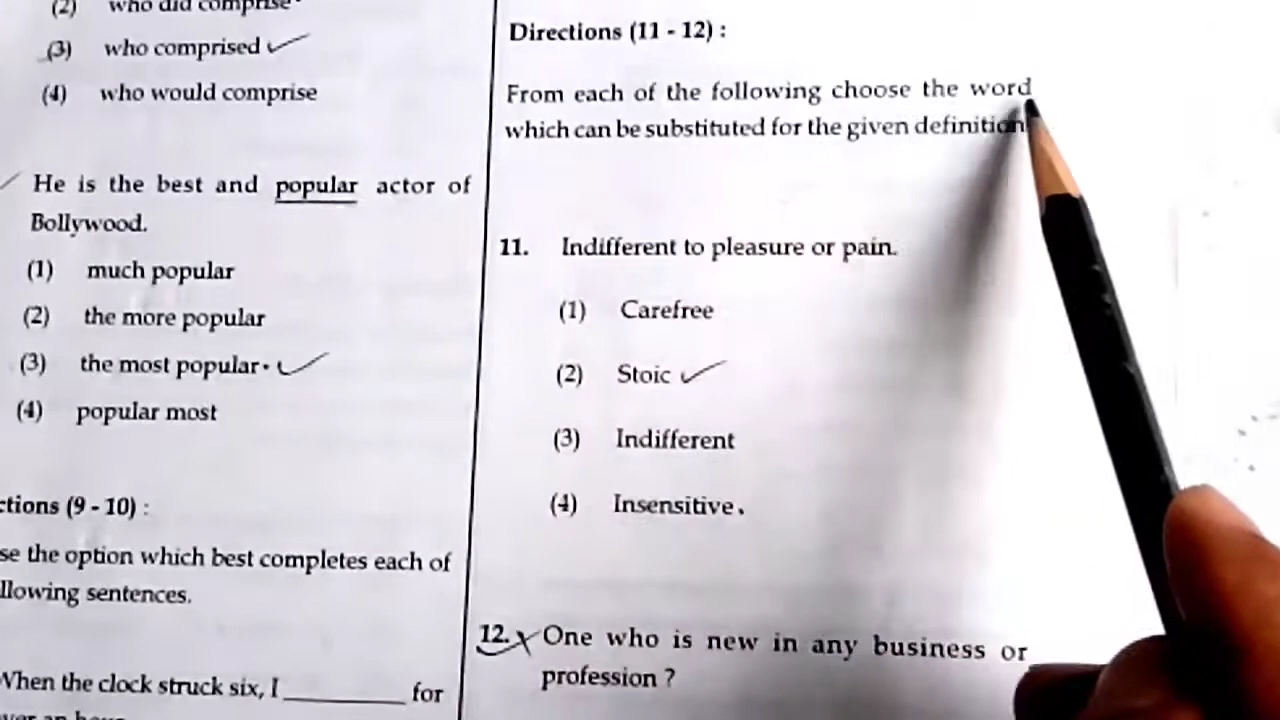 (2) who did comprise
(3) who comprised
(4) who would comprise
He is the best and popular actor of
Bollywood.
(1) much popular
(2) the more popular
(3) the most popular
(4) popular most
ctions (9 - 10) :
se the option which best completes each of
llowing sentences.
When the clock struck six, I ________ for
Directions (11 - 12) :
From each of the following choose the word
which can be substituted for the given definition
11. Indifferent to pleasure or pain.
(1) Carefree
(2) Stoic
(3) Indifferent
(4) Insensitive.
12. One who is new in any business or
profession ?